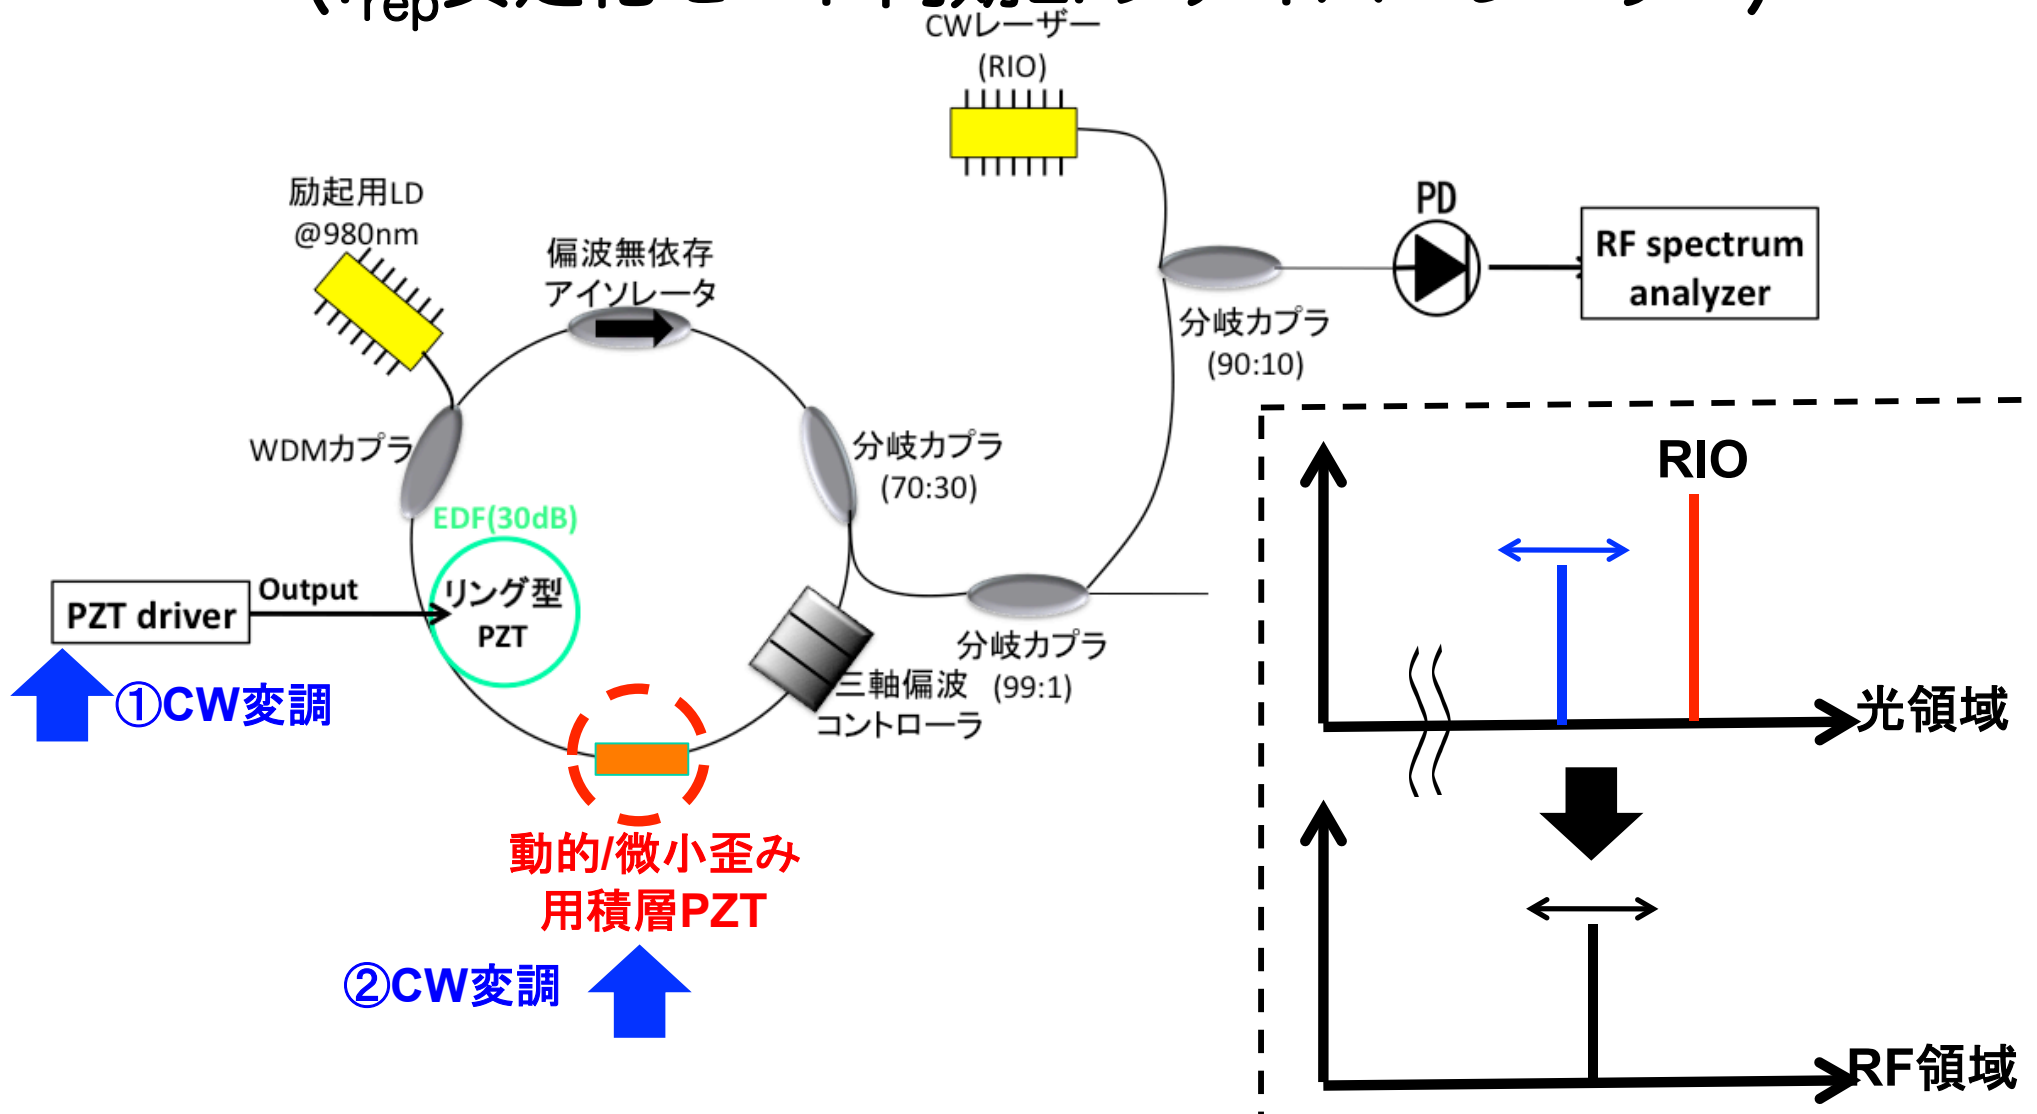 rep
CWレーザー
(RIO)
励起用LD
@980nm
偏波無依存
アイソレータ
PD
RF spectrum
analyzer
分岐カプラ
(90:10)
WDMカプラ
分岐カプラ
(70:30)
EDF(30dB)
リング型
PZT
PZT driver
Output
①CW変調
分岐カプラ
(99:1)
三軸偏波
コントローラ
動的/微小歪み
用積層PZT
②CW変調
RIO
光領域
RF領域